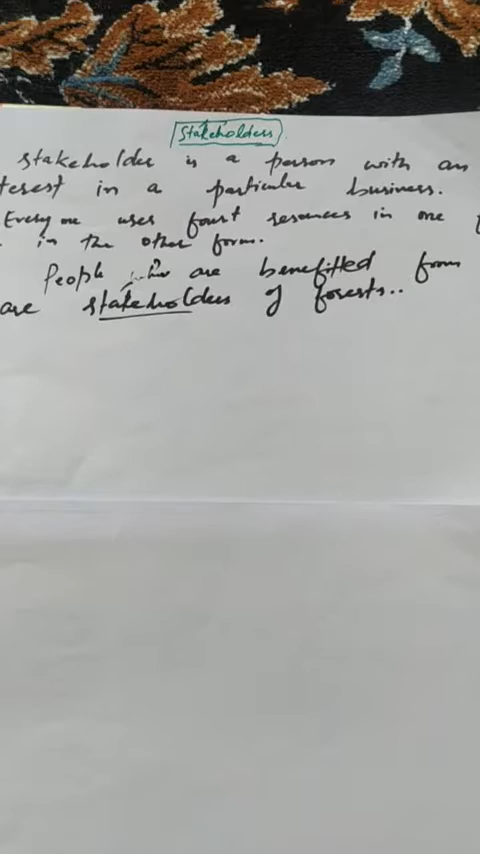 Stakeholders
Stakeholder is a person with an
terest in a particular business.
Every one uses forest resources in one
in the other form.
People who are benefitted from
are stakeholders of forests..